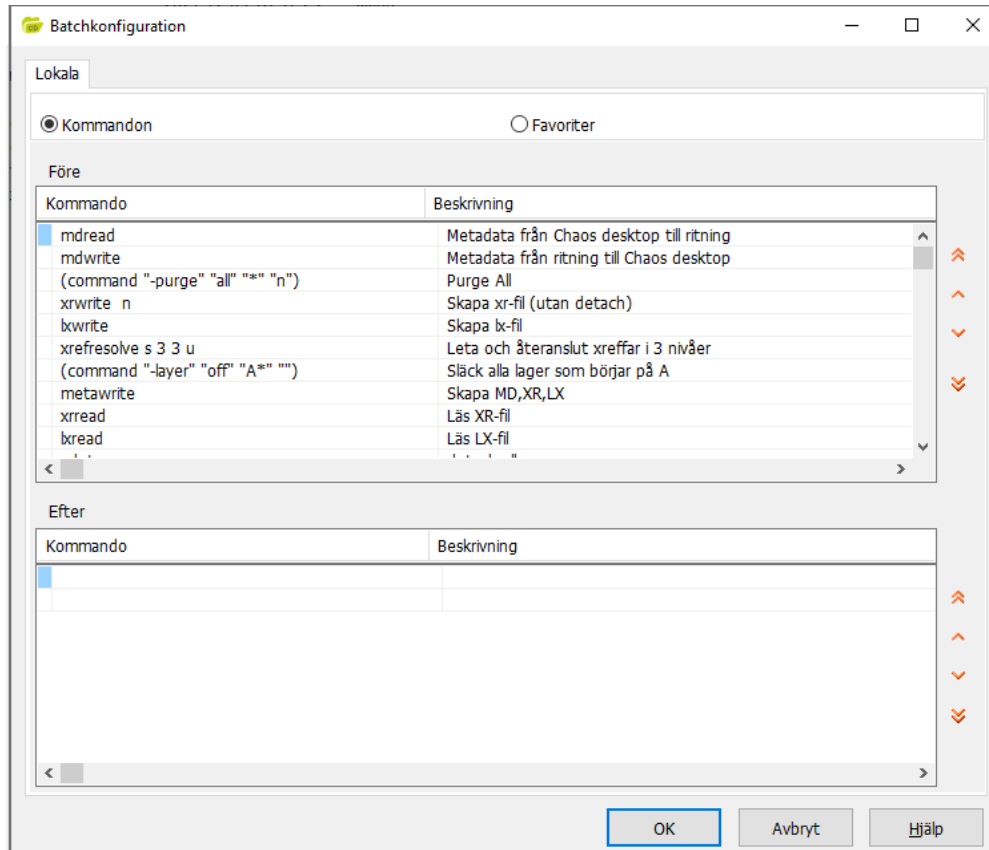 Batchkonfiguration
Lokala
Kommandon Favoriter
Före
Kommando Beskrivning
mdread Metadata från Chaos desktop till ritning
mdwrite Metadata från ritning till Chaos desktop
(command "-purge" "all" "*" "n") Purge All
xrwrite n Skapa xr-fil (utan detach)
lxwrite Skapa lx-fil
xrefresolve s 3 3 u Leta och återanslut xreffar i 3 nivåer
(command "-layer" "off" "A*" "") Släck alla lager som börjar på A
metawrite Skapa MD,XR,LX
xrread Läs XR-fil
lxread Läs LX-fil
Efter
Kommando Beskrivning
OK Avbryt Hjälp